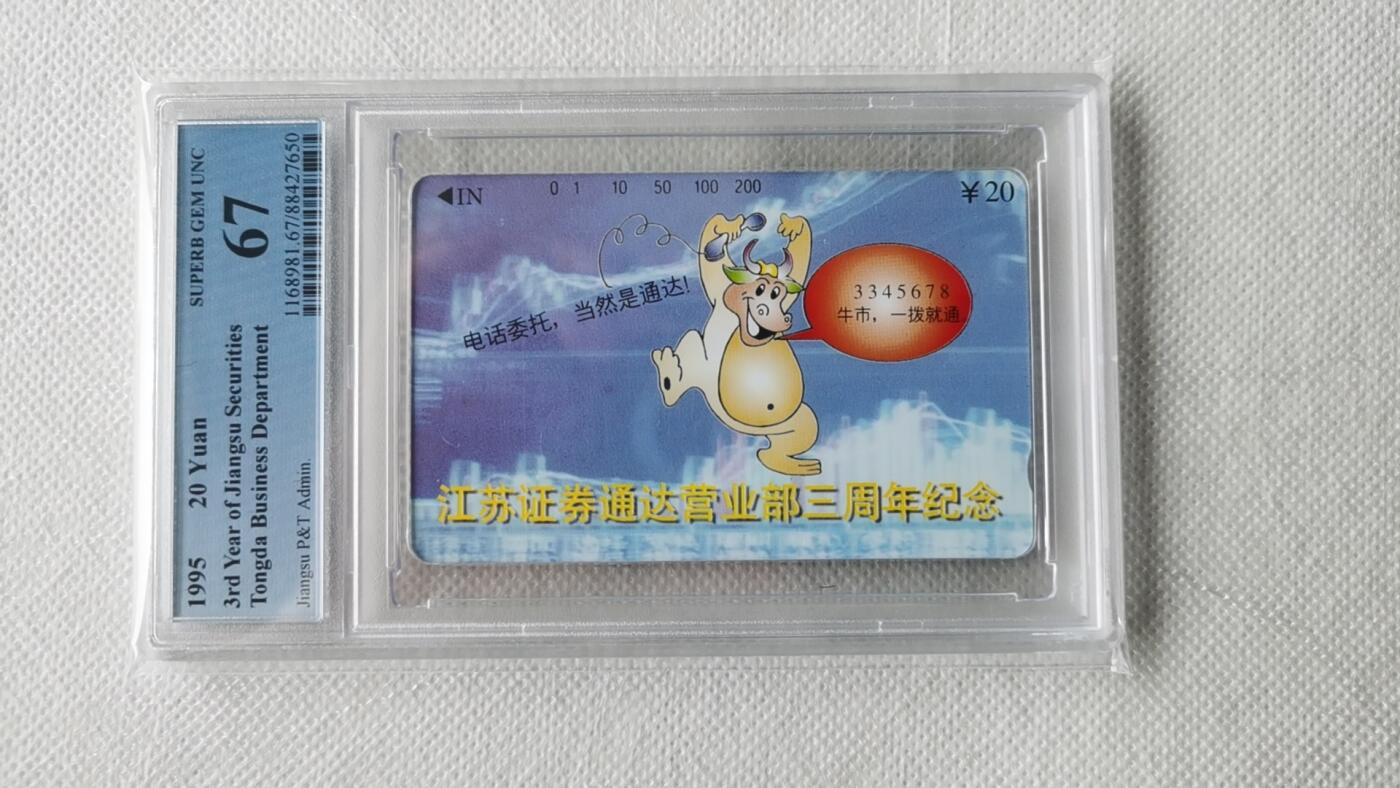 1995 20 Yuan
3rd Year of Jiangsu Securities
Tongda Business Department
Jiangsu P&T Admin.
SUPERB GEM UNC
67
1168981.67/88427650
◀IN 0 1 10 50 100 200 ¥20
电话委托，当然是通达!
3345678
牛市，一拨就通
江苏证券通达营业部三周年纪念